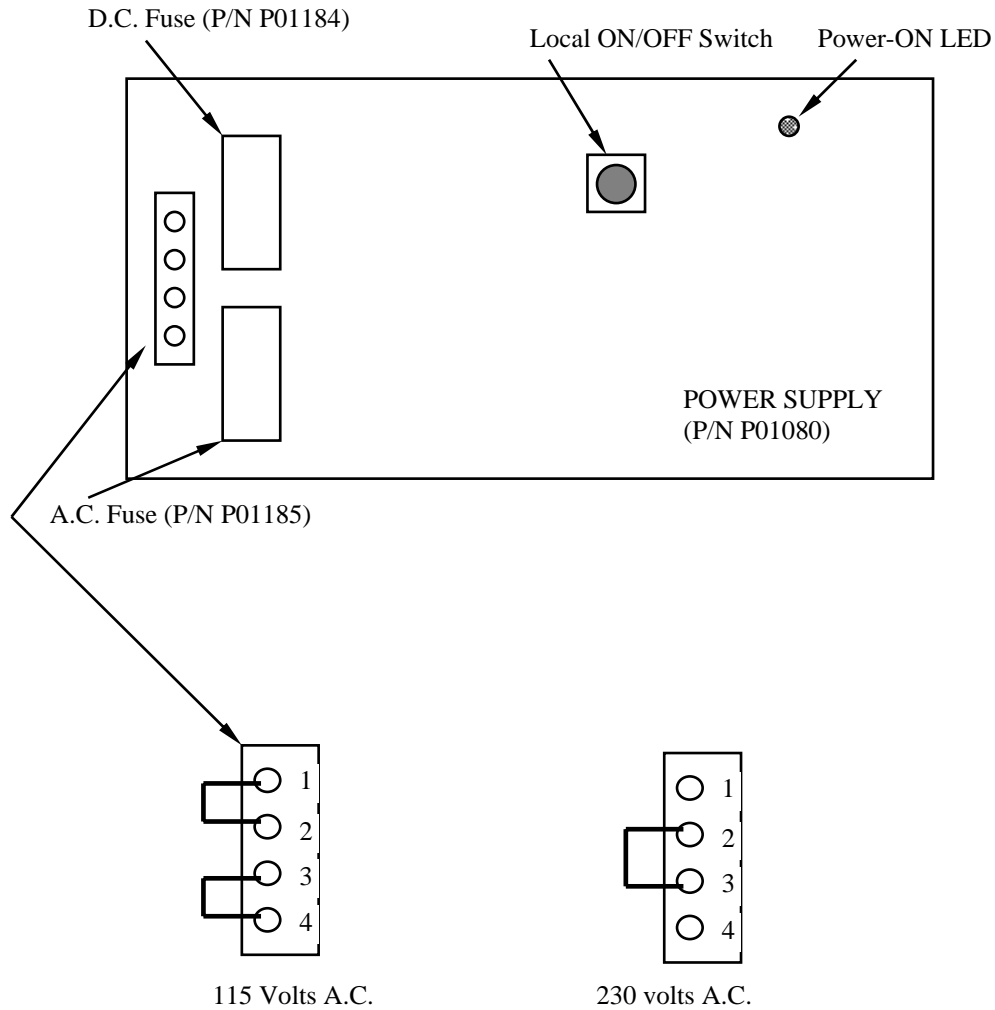 D.C. Fuse (P/N P01184)
Local ON/OFF Switch
Power-ON LED
POWER SUPPLY
(P/N P01080)
A.C. Fuse (P/N P01185)
1
2
3
4
115 Volts A.C.
1
2
3
4
230 volts A.C.